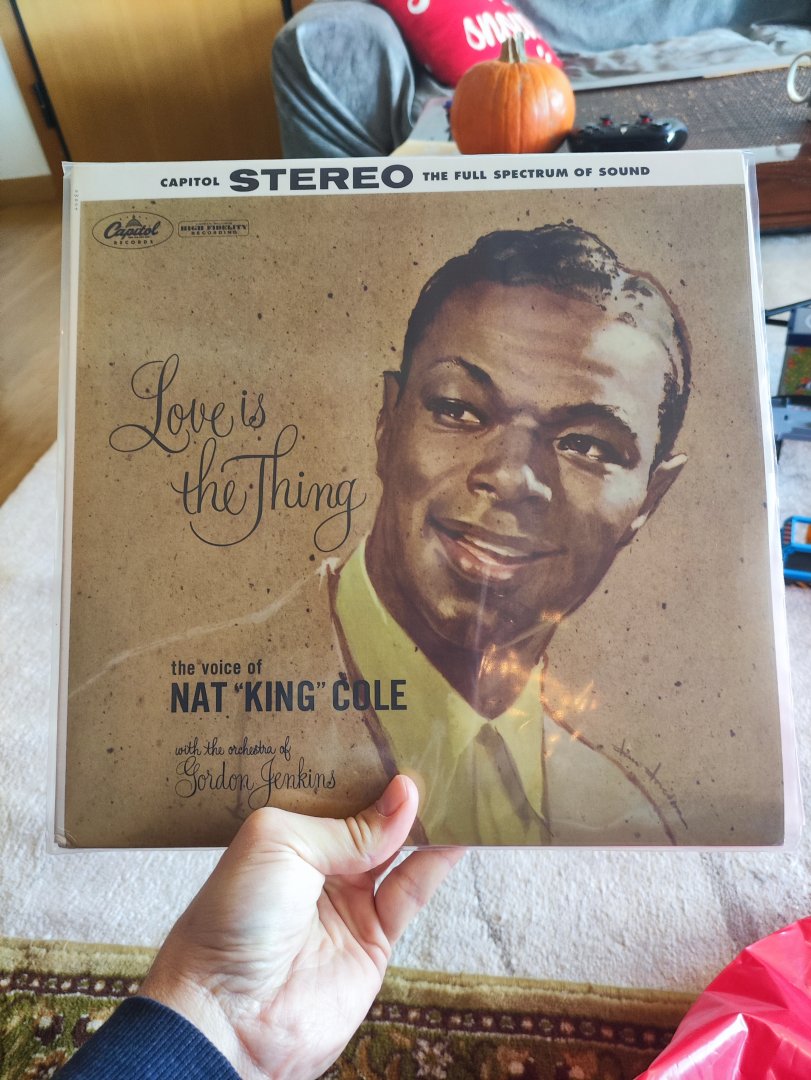 CAPITOL STEREO THE FULL SPECTRUM OF SOUND
Capitol
RECORDS
HIGH FIDELITY
RECORDING
Love is
the Thing
the voice of
NAT "KING" COLE
with the orchestra of
Gordon Jenkins